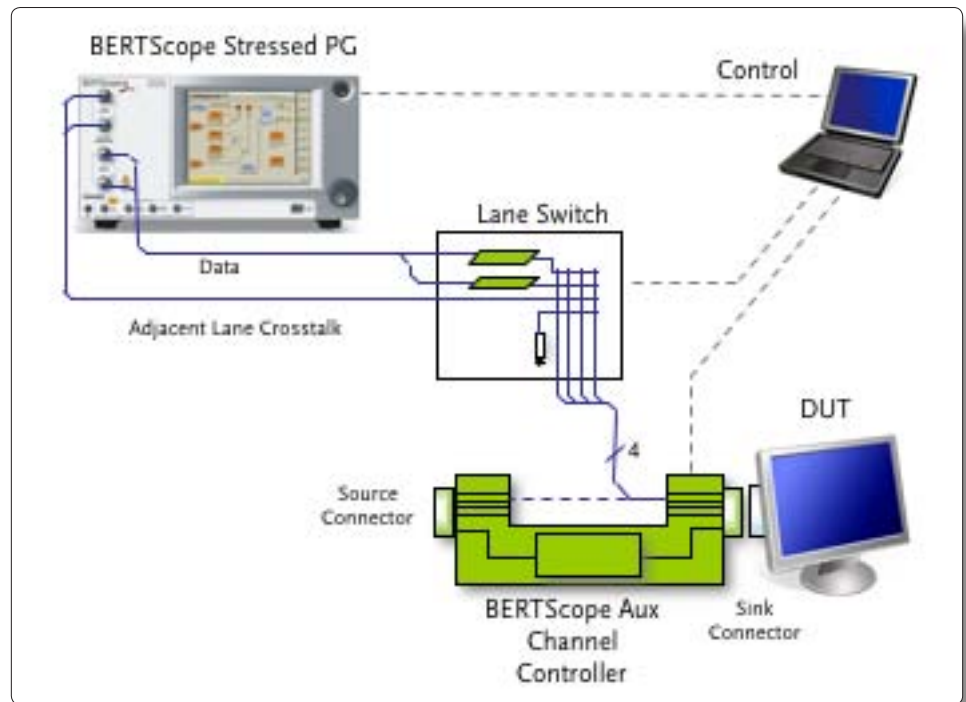 BERTScope Stressed PG
Control
Lane Switch
Data
Adjacent Lane Crosstalk
DUT
4
Source
Connector
BERTScope Aux
Channel
Controller
Sink
Connector